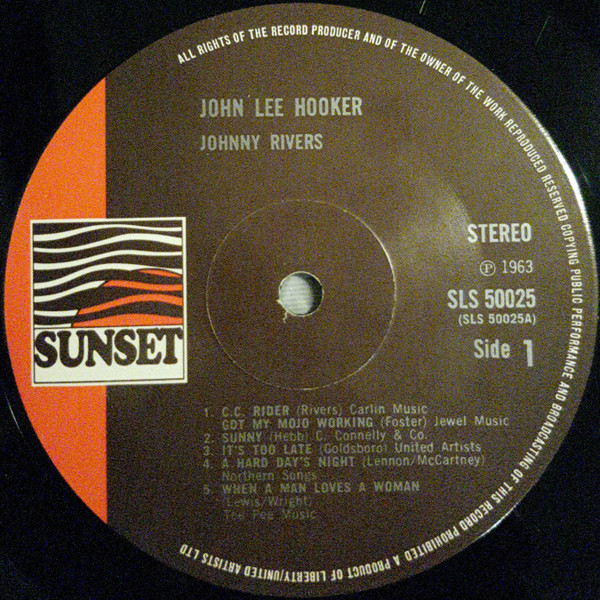 ALL RIGHTS OF THE RECORD PRODUCER AND OF THE OWNER OF THE WORK REPRODUCED RESERVED COPYING PUBLIC PERFORMANCE AND BROADCASTING OF THIS RECORD PROHIBITED A PRODUCT OF LIBERTY/UNITED ARTISTS LTD
JOHN LEE HOOKER
JOHNNY RIVERS
STEREO
Ⓟ 1963
SLS 50025
(SLS 50025A)
Side 1
SUNSET
1. C.C. RIDER (Rivers) Carlin Music
GOT MY MOJO WORKING (Foster) Jewel Music
2. SUNNY (Hebb) C. Connelly & Co.
3. IT'S TOO LATE (Goldsboro) United Artists
4. A HARD DAY'S NIGHT (Lennon/McCartney)
Northern Songs
5. WHEN A MAN LOVES A WOMAN
(Lewis/Wright)
Tee Pee Music